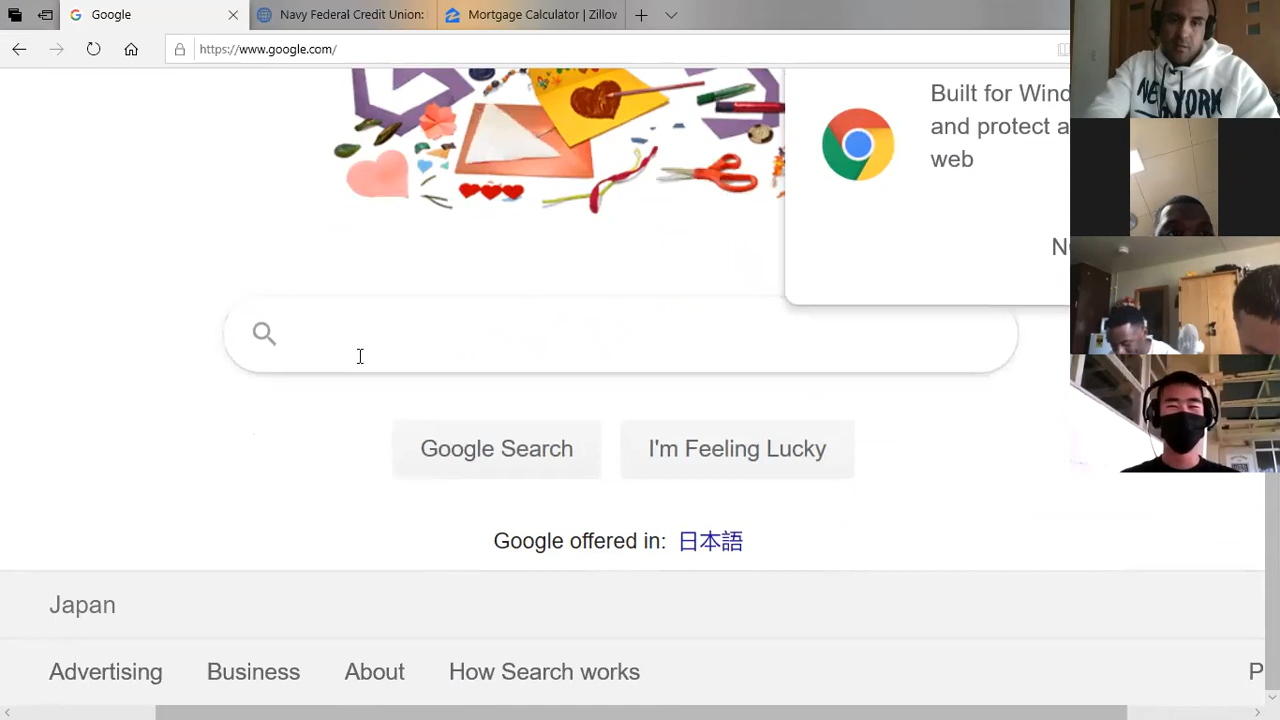 Google
Navy Federal Credit Union:
Mortgage Calculator | Zillow
https://www.google.com/
Built for Wind
and protect a
web
NEW YORK
Google Search
I'm Feeling Lucky
Google offered in: 日本語
Japan
Advertising
Business
About
How Search works